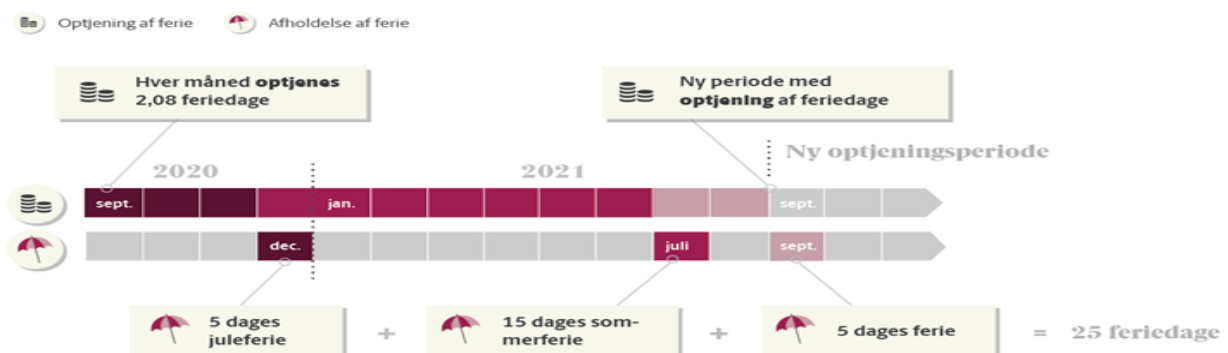 Optjening af ferie
Afholdelse af ferie
Hver måned optjenes
2,08 feriedage
Ny periode med
optjening af feriedage
Ny optjeningsperiode
2020
2021
sept.
jan.
sept.
dec.
juli
sept.
5 dages
juleferie
+
15 dages som-
merferie
+
5 dages ferie
= 25 feriedage